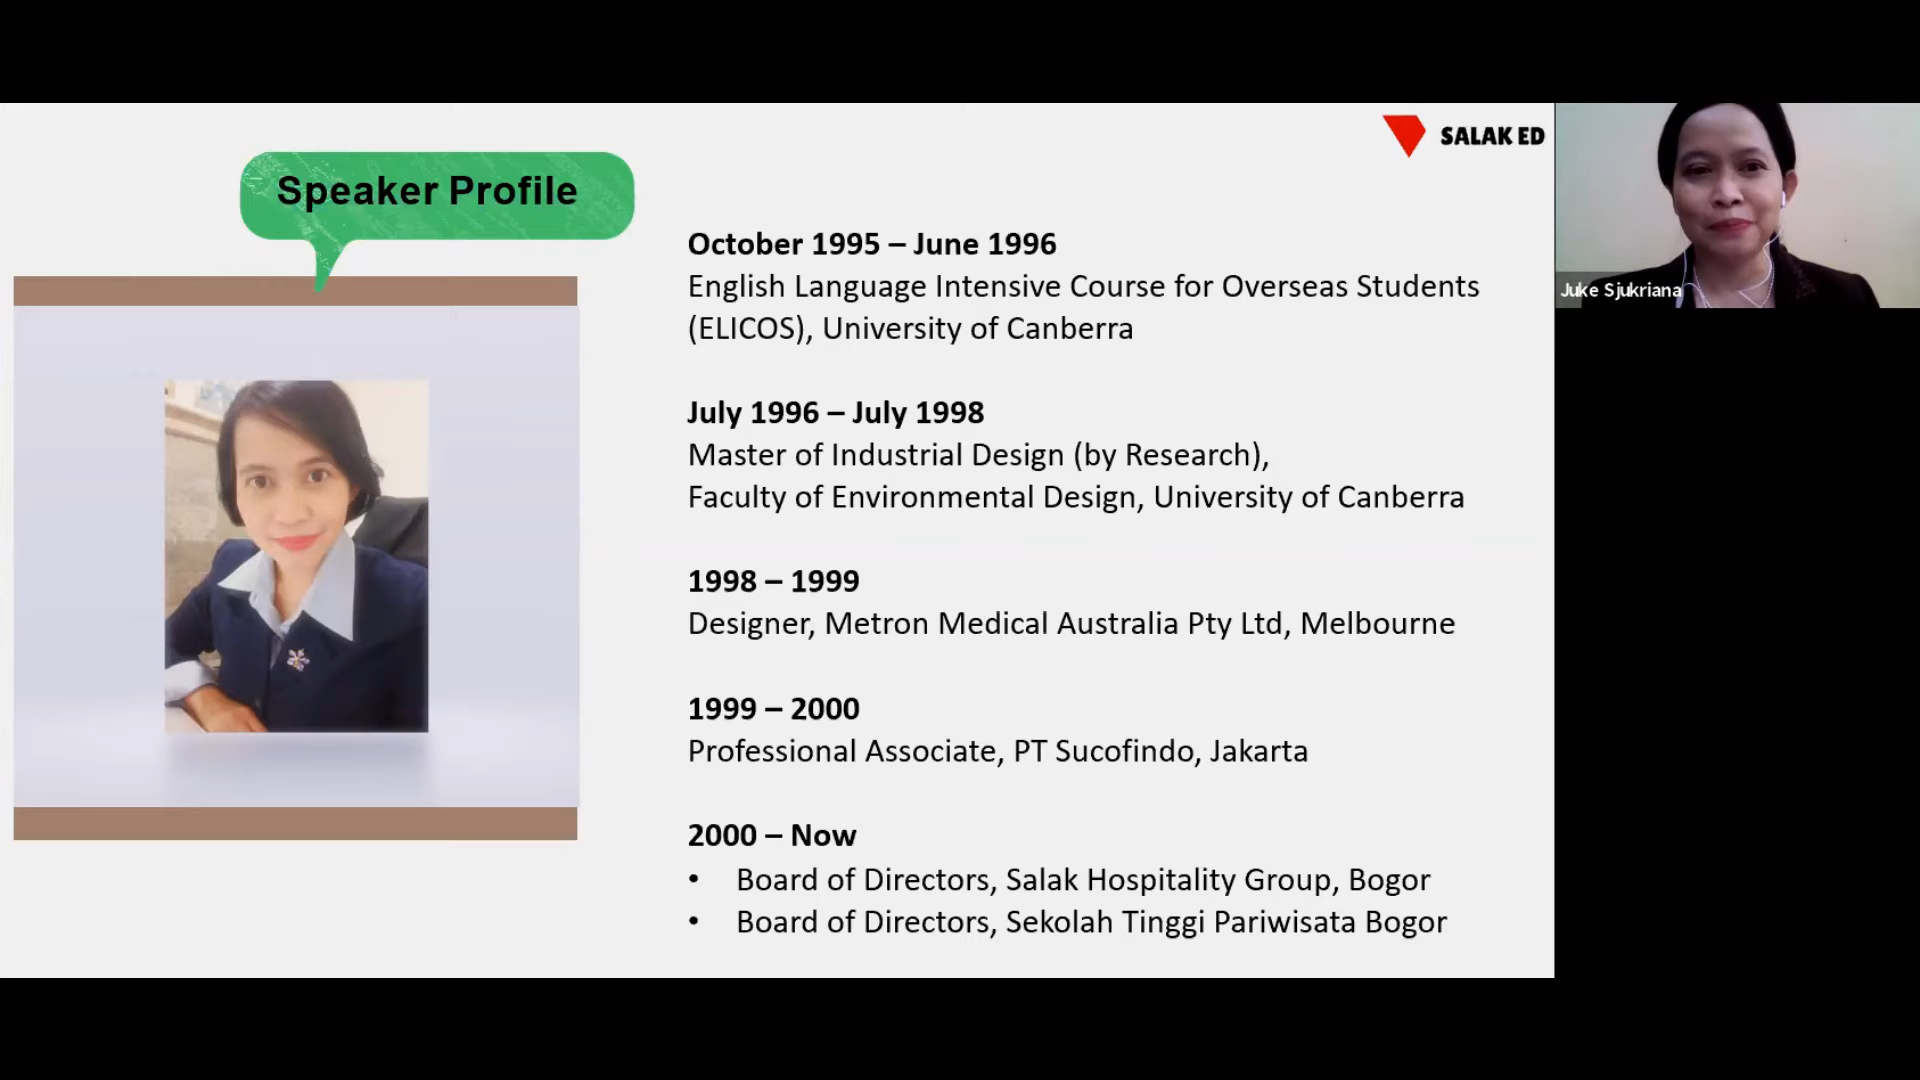 SALAK ED
Speaker Profile
October 1995 – June 1996
English Language Intensive Course for Overseas Students
(ELICOS), University of Canberra
July 1996 – July 1998
Master of Industrial Design (by Research),
Faculty of Environmental Design, University of Canberra
1998 – 1999
Designer, Metron Medical Australia Pty Ltd, Melbourne
1999 – 2000
Professional Associate, PT Sucofindo, Jakarta
2000 – Now
• Board of Directors, Salak Hospitality Group, Bogor
• Board of Directors, Sekolah Tinggi Pariwisata Bogor
Juke Sjukriana